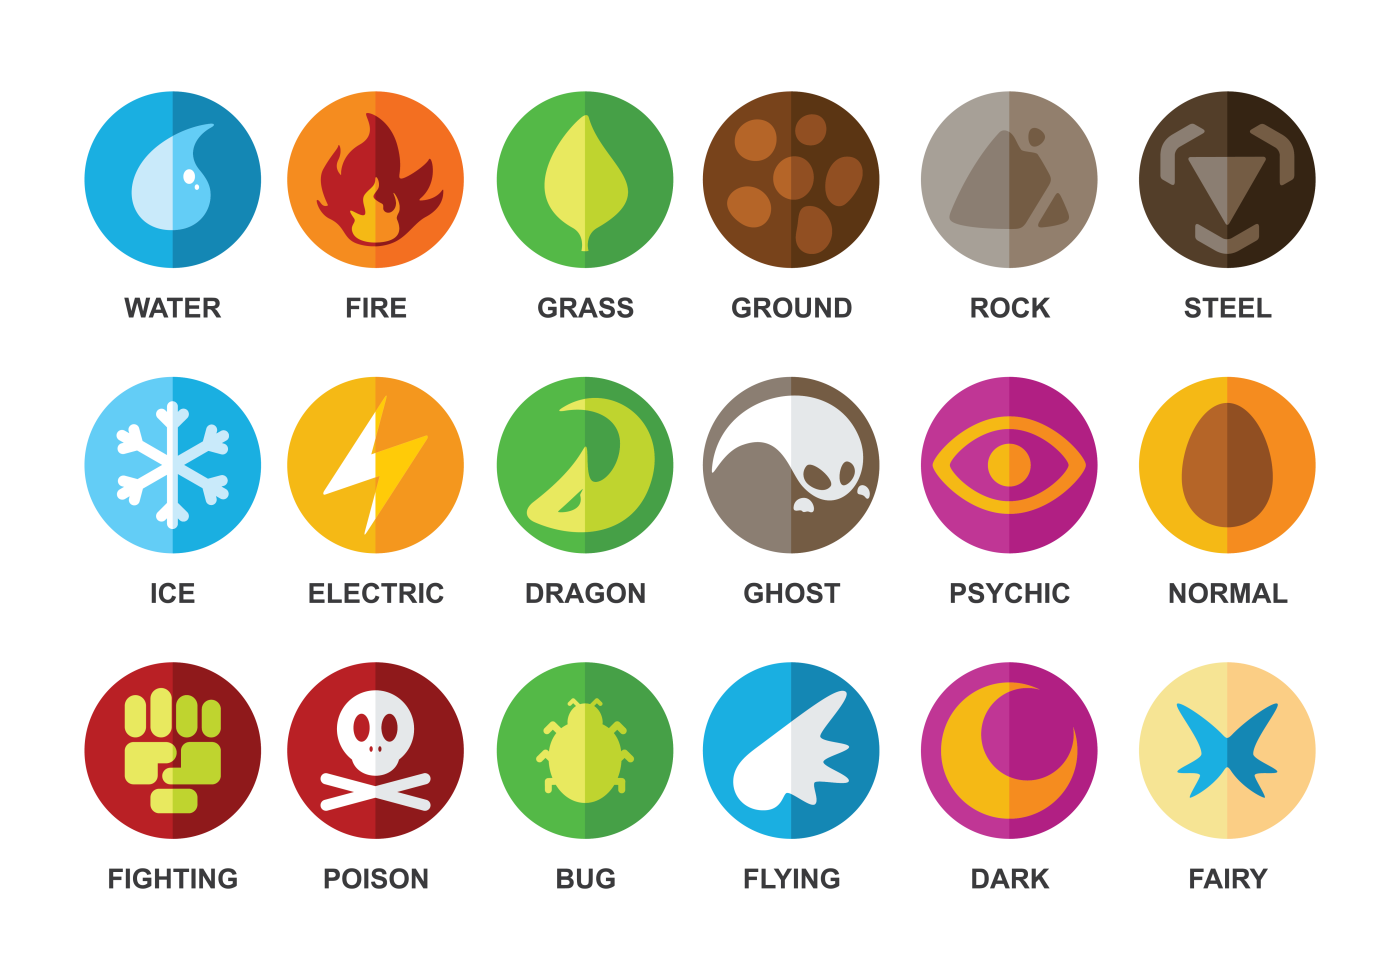 WATER FIRE GRASS GROUND ROCK STEEL
ICE ELECTRIC DRAGON GHOST PSYCHIC NORMAL
FIGHTING POISON BUG FLYING DARK FAIRY